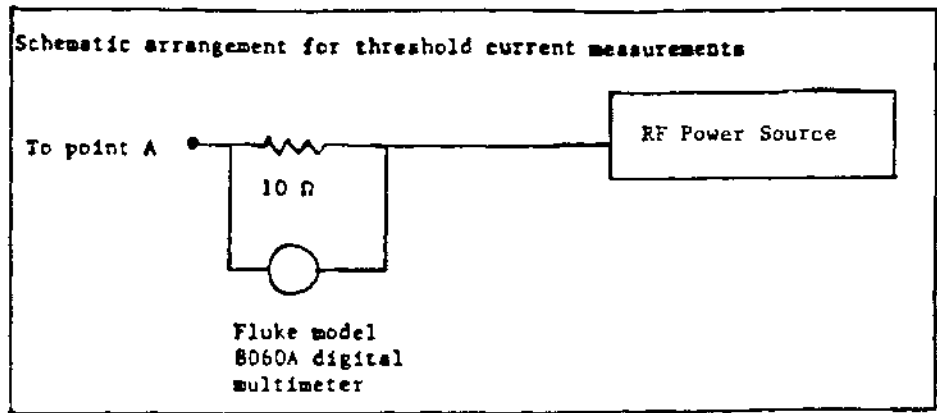 Schematic arrangement for threshold current measurements
To point A
10 Ω
RF Power Source
Fluke model
8060A digital
multimeter